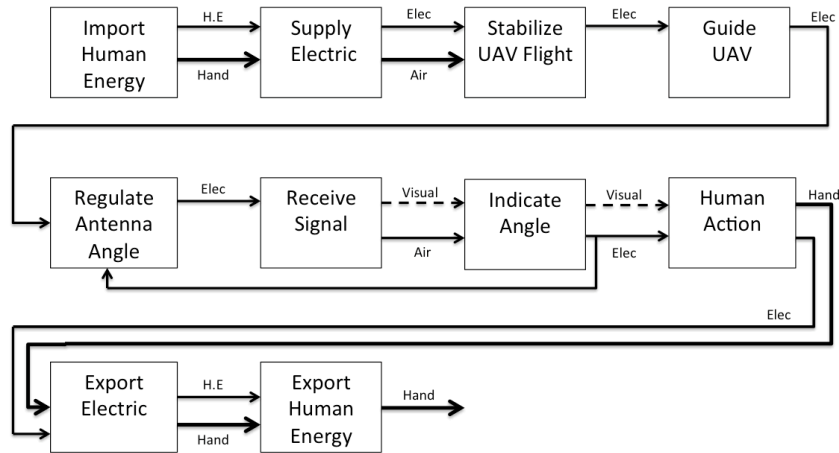 Import
Human
Energy
H.E
Hand
Supply
Electric
Elec
Air
Stabilize
UAV Flight
Elec
Guide
UAV
Elec
Regulate
Antenna
Angle
Elec
Receive
Signal
Visual
Air
Indicate
Angle
Visual
Elec
Human
Action
Hand
Elec
Export
Electric
H.E
Hand
Export
Human
Energy
Hand